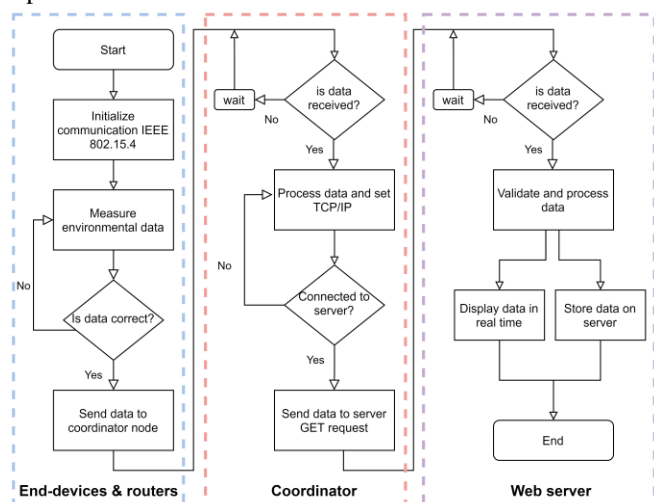 Start
Initialize
communication IEEE
802.15.4
Measure
environmental data
No
Is data correct?
Yes
Send data to
coordinator node
End-devices & routers
is data
received?
wait
No
Yes
Process data and set
TCP/IP
No
Connected to
server?
Yes
Send data to server
GET request
Coordinator
is data
received?
wait
No
Yes
Validate and process
data
Display data in
real time
Store data on
server
End
Web server